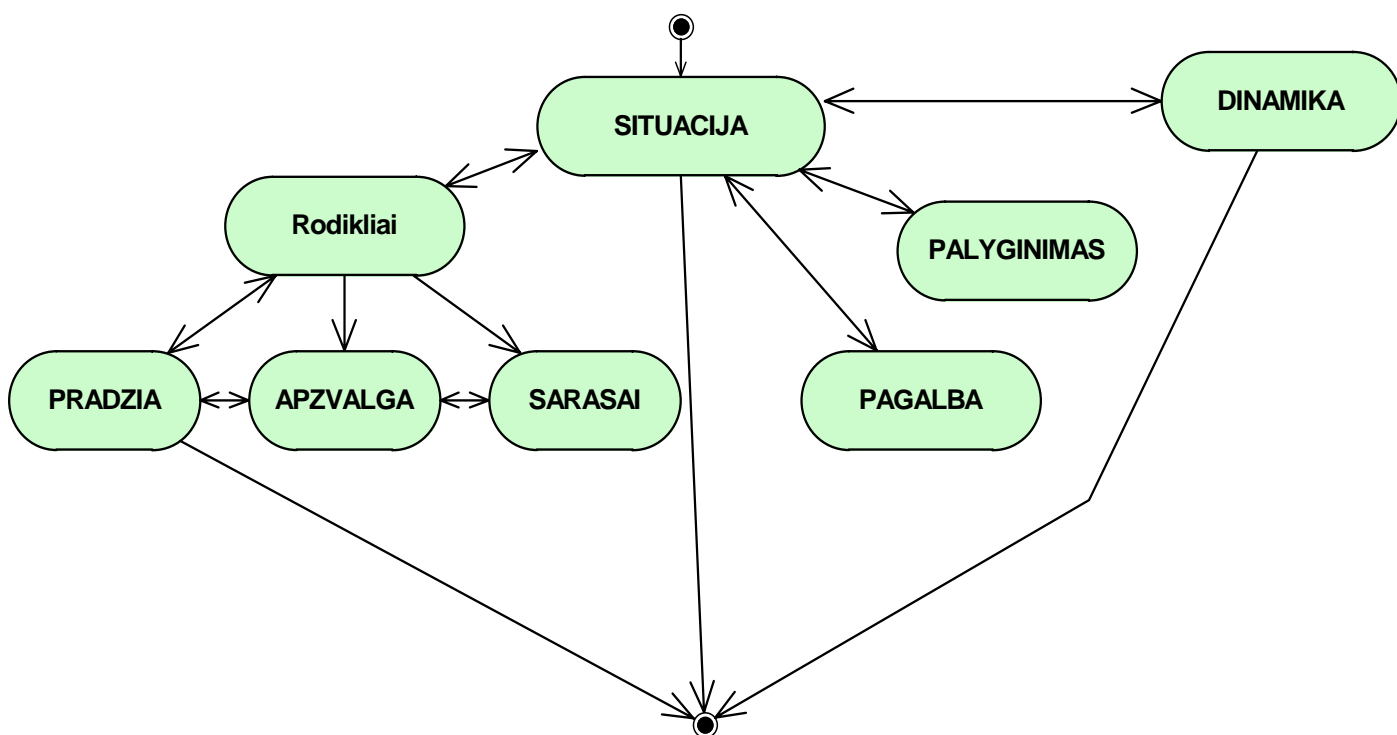 DINAMIKA
SITUACIJA
Rodikliai
PALYGINIMAS
PRADZIA
APZVALGA
SARASAI
PAGALBA